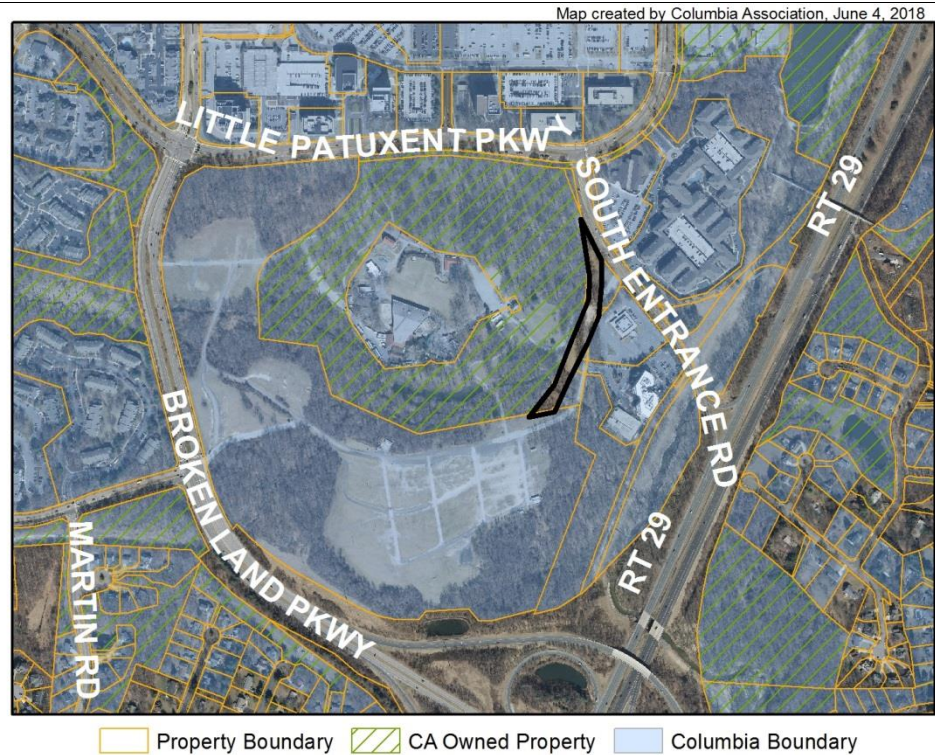 Map created by Columbia Association, June 4, 2018
LITTLE PATUXENT PKWY
SOUTH ENTRANCE RD
RT 29
BROKEN LAND PKWY
RT 29
MARTIN RD
Property Boundary CA Owned Property Columbia Boundary